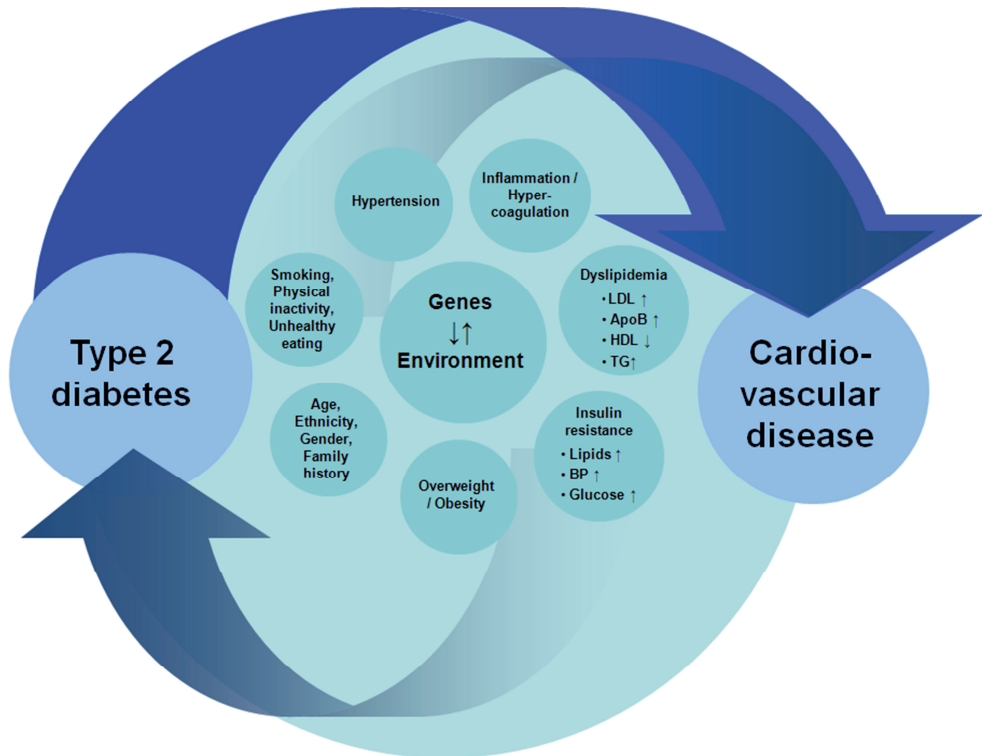 Hypertension
Inflammation /
Hyper-
coagulation
Smoking,
Physical
inactivity,
Unhealthy
eating
Genes
↓↑
Environment
Dyslipidemia
• LDL ↑
• ApoB ↑
• HDL ↓
• TG↑
Type 2
diabetes
Cardio-
vascular
disease
Age,
Ethnicity,
Gender,
Family
history
Overweight
/ Obesity
Insulin
resistance
• Lipids ↑
• BP ↑
• Glucose ↑